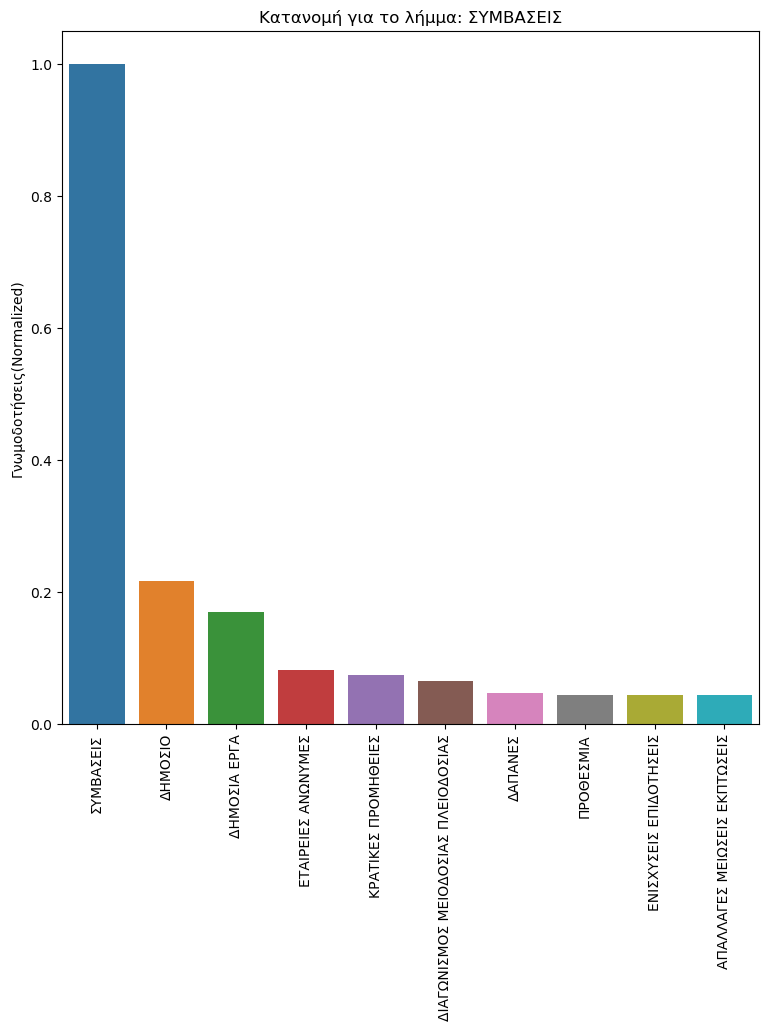 Κατανομή για το λήμμα: ΣΥΜΒΑΣΕΙΣ
Γνωμοδοτήσεις(Normalized)
1.0
0.8
0.6
0.4
0.2
0.0
ΣΥΜΒΑΣΕΙΣ
ΔΗΜΟΣΙΟ
ΔΗΜΟΣΙΑ ΕΡΓΑ
ΕΤΑΙΡΕΙΕΣ ΑΝΩΝΥΜΕΣ
ΚΡΑΤΙΚΕΣ ΠΡΟΜΗΘΕΙΕΣ
ΔΙΑΓΩΝΙΣΜΟΣ ΜΕΙΟΔΟΣΙΑΣ ΠΛΕΙΟΔΟΣΙΑΣ
ΔΑΠΑΝΕΣ
ΠΡΟΘΕΣΜΙΑ
ΕΝΙΣΧΥΣΕΙΣ ΕΠΙΔΟΤΗΣΕΙΣ
ΑΠΑΛΛΑΓΕΣ ΜΕΙΩΣΕΙΣ ΕΚΠΤΩΣΕΙΣ